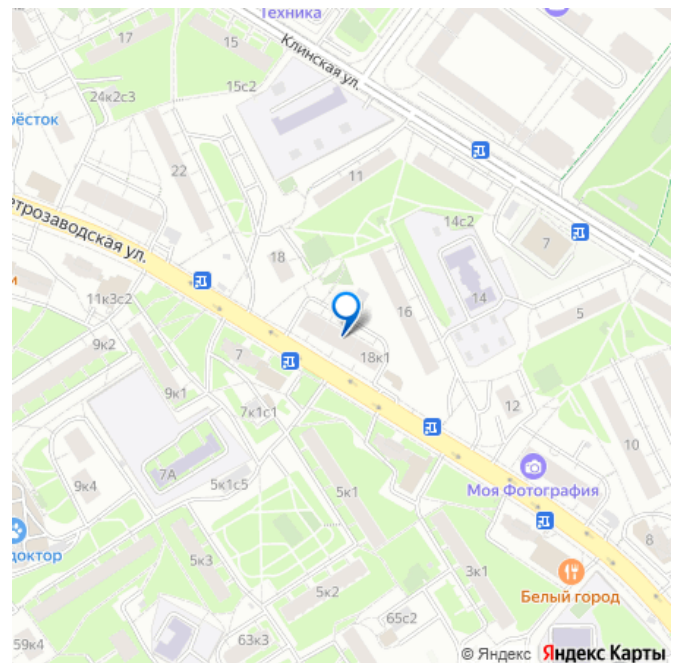 Техника
17
15
Клинская ул.
24к2с3
15с2
рёсток
22
11
етрозаводская ул.
14с2
7
18
и
11к3с2
16
14
5
9к2
7
18к1
9к1
7к1с1
12
10
9к4
7А
5к1с5
5к1
Моя Фотография
доктор
5к3
8
5к2
3к1
Белый город
65с2
59к4
63к3
© Яндекс Яндекс Карты